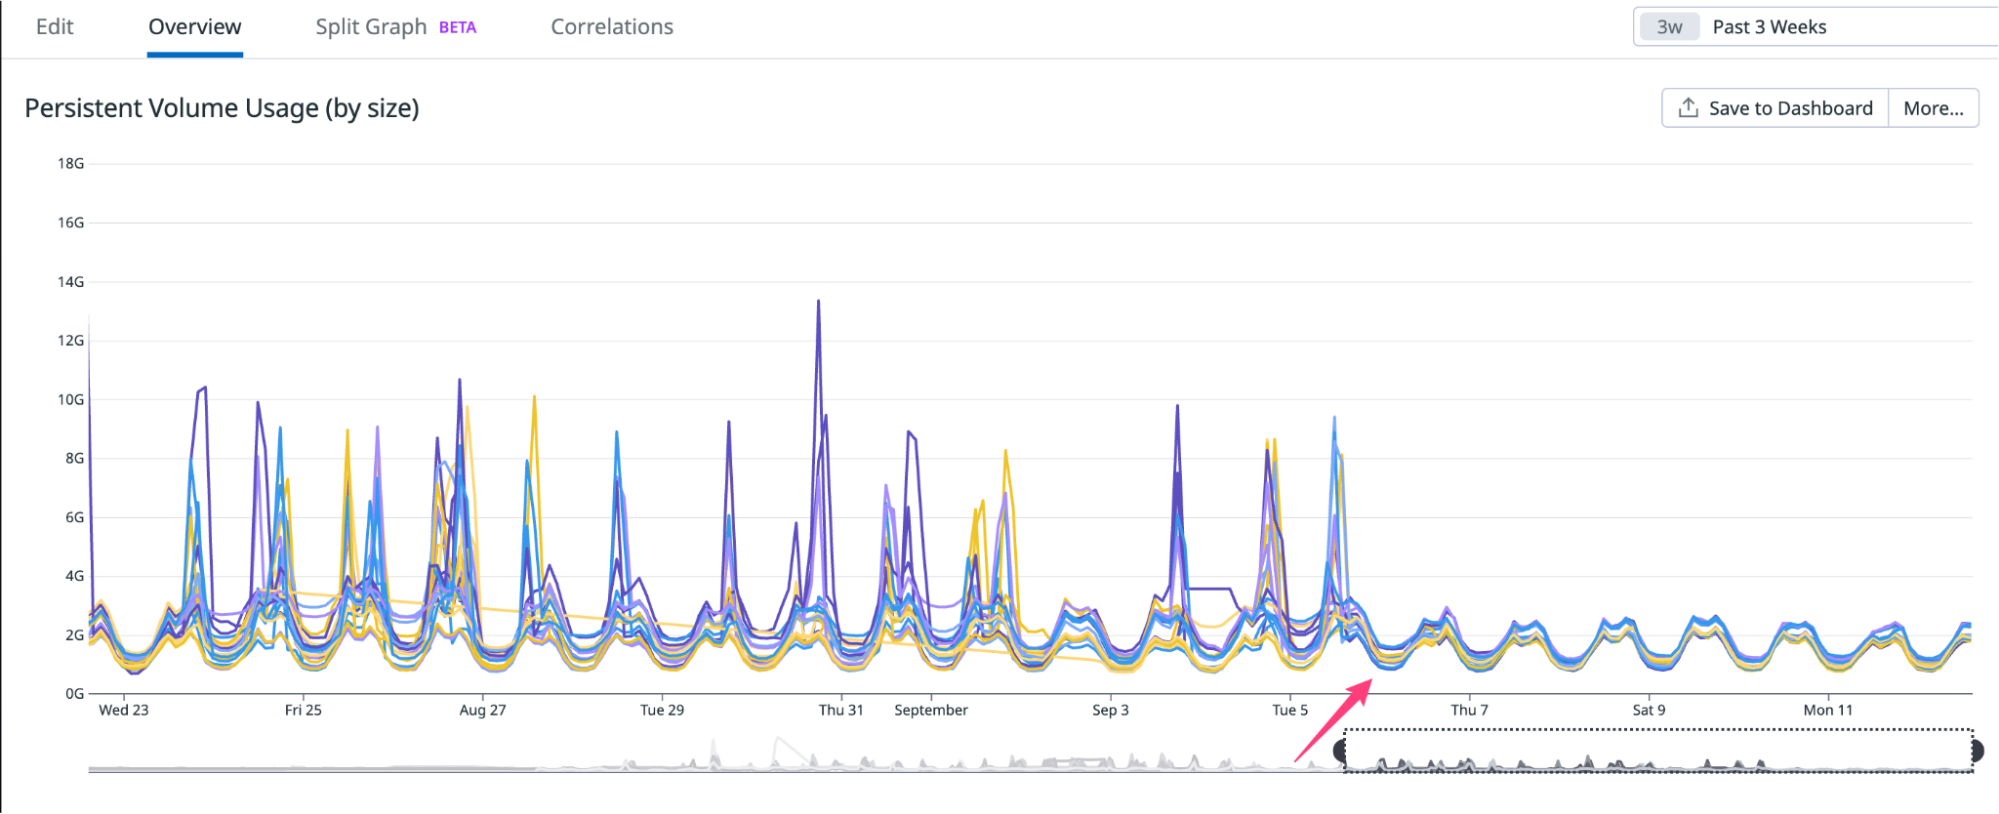 Edit Overview Split Graph BETA Correlations 3w Past 3 Weeks
Persistent Volume Usage (by size) Save to Dashboard More...
18G
16G
14G
12G
10G
8G
6G
4G
2G
0G
Wed 23 Fri 25 Aug 27 Tue 29 Thu 31 September Sep 3 Tue 5 Thu 7 Sat 9 Mon 11